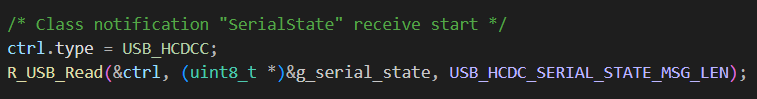 /* Class notification "SerialState" receive start */
ctrl.type = USB_HCDCC;
R_USB_Read(&ctrl, (uint8_t *)&g_serial_state, USB_HCDC_SERIAL_STATE_MSG_LEN);